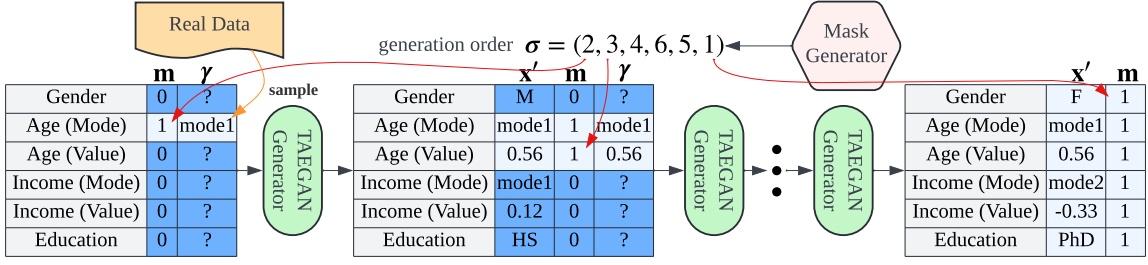 Real Data
generation order σ = (2, 3, 4, 6, 5, 1)
Mask
Generator
sample
m γ
Gender 0 ?
Age (Mode) 1 mode1
Age (Value) 0 ?
Income (Mode) 0 ?
Income (Value) 0 ?
Education 0 ?
TAEGAN
Generator
x′ m γ
Gender M 0 ?
Age (Mode) mode1 1 mode1
Age (Value) 0.56 1 0.56
Income (Mode) mode1 0 ?
Income (Value) 0.12 0 ?
Education HS 0 ?
TAEGAN
Generator
TAEGAN
Generator
x′ m
Gender F 1
Age (Mode) mode1 1
Age (Value) 0.56 1
Income (Mode) mode2 1
Income (Value) -0.33 1
Education PhD 1